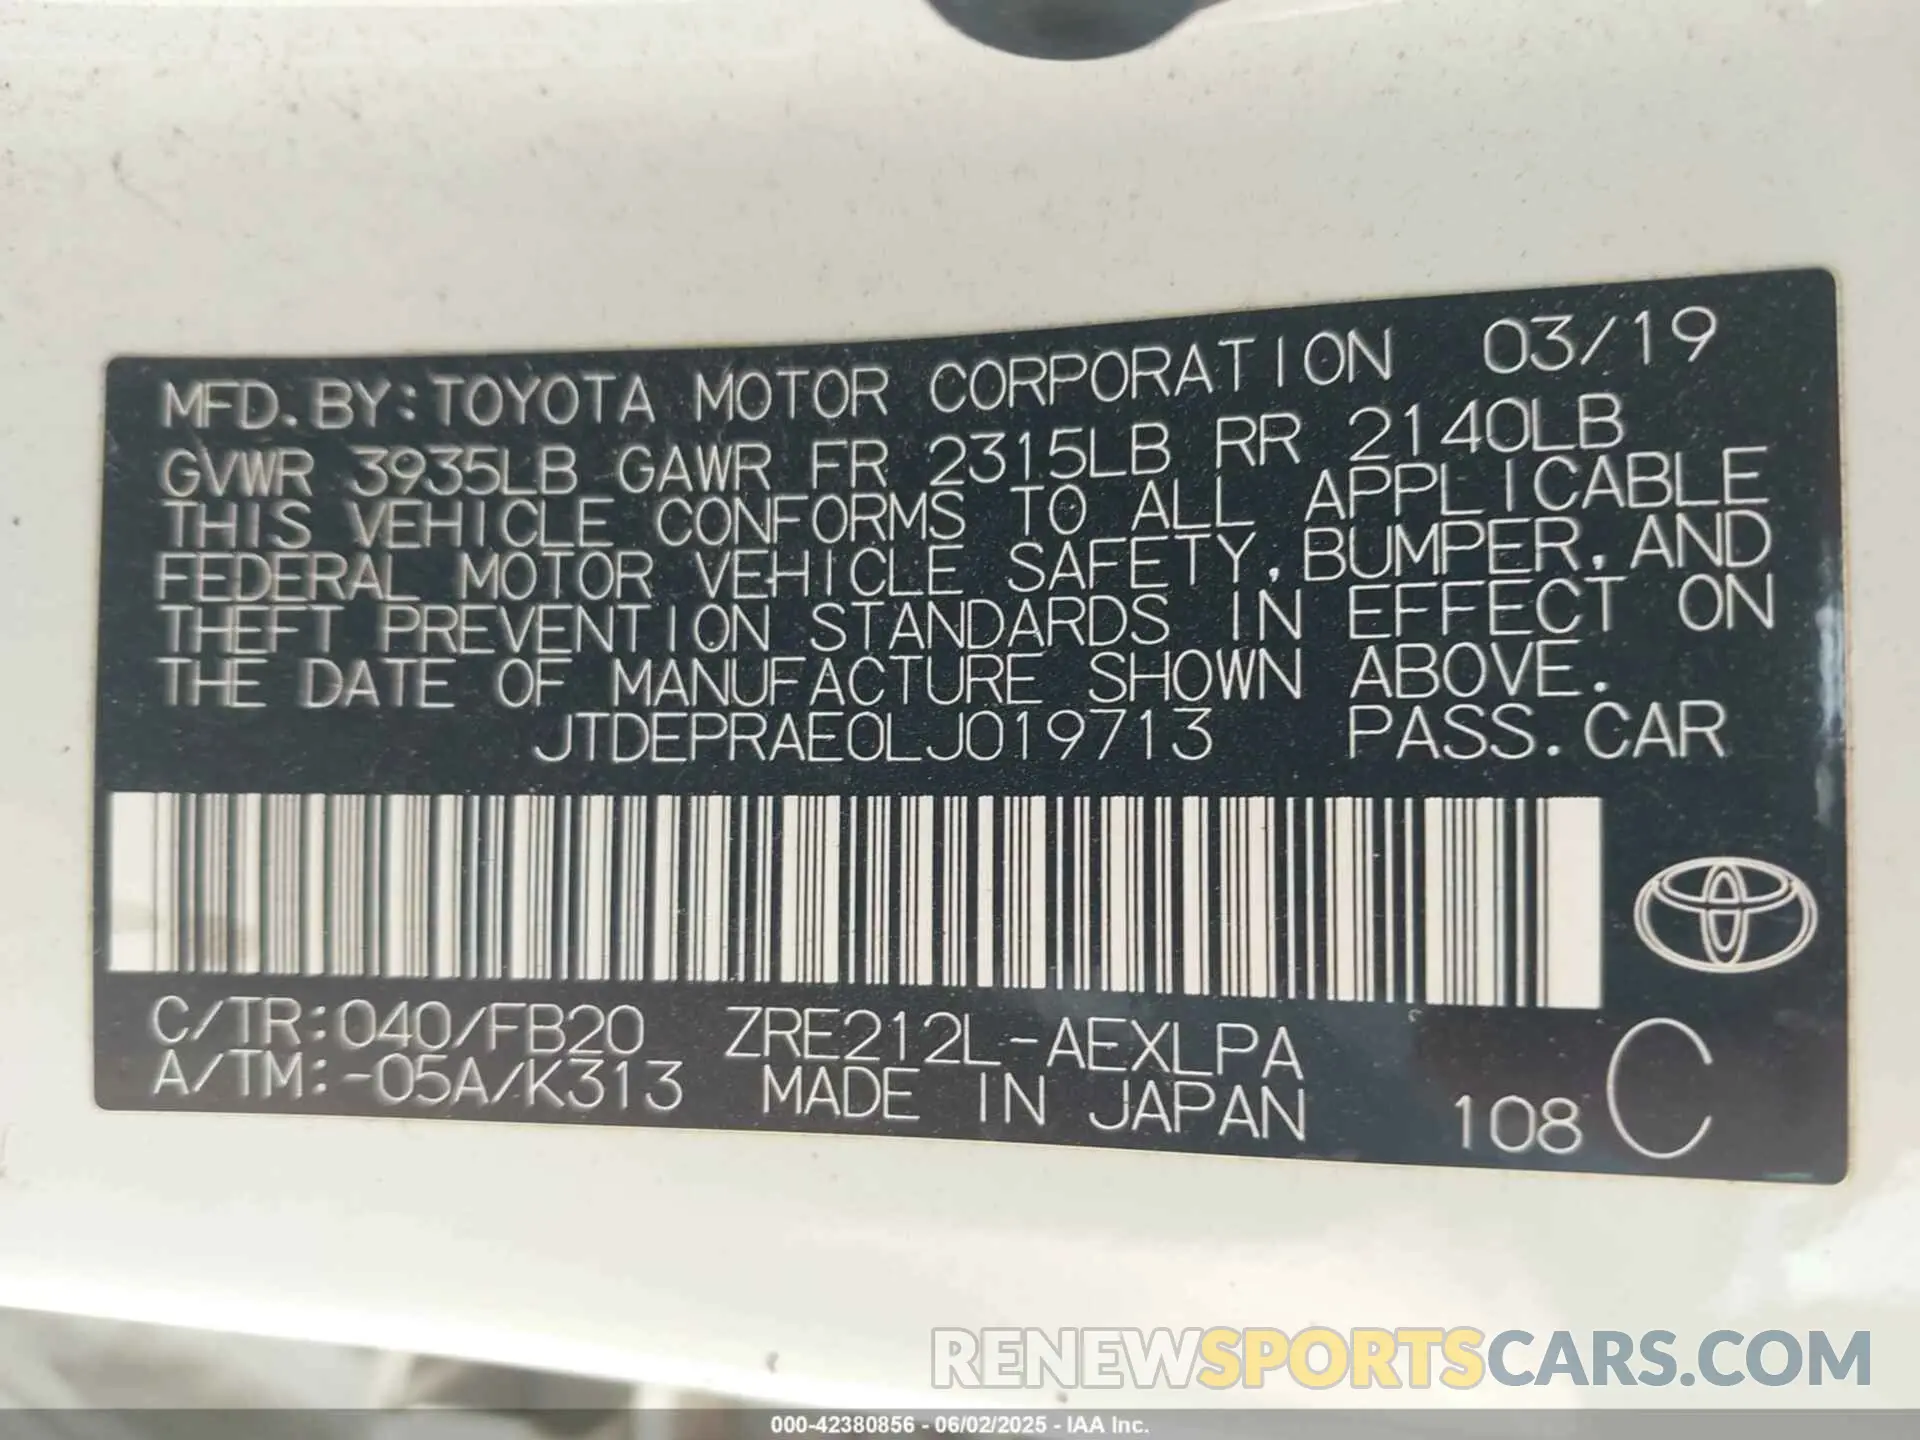 MFD. BY: TOYOTA MOTOR CORPORATION 03/19
GVWR 3935LB GAWR FR 2315LB RR 2140LB
THIS VEHICLE CONFORMS TO ALL APPLICABLE
FEDERAL MOTOR VEHICLE SAFETY, BUMPER, AND
THEFT PREVENTION STANDARDS IN EFFECT ON
THE DATE OF MANUFACTURE SHOWN ABOVE.
JTDEPRAE0LJ019713 PASS. CAR
C/TR:040/FB20 ZRE212L-AEXLPA
A/TM:-05A/K313 MADE IN JAPAN 108 C
RENEWSPORTSCARS.COM
000-42380856 - 06/02/2025 - IAA Inc.